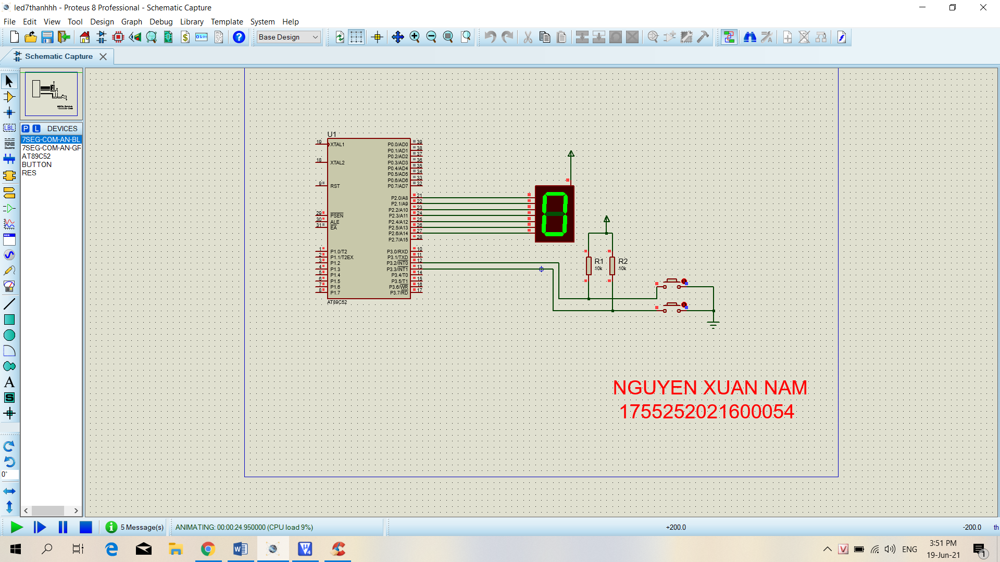 led7thanhhh - Proteus 8 Professional - Schematic Capture
File Edit View Tool Design Graph Debug Library Template System Help
Base Design
Schematic Capture
P L DEVICES
7SEG-COM-AN-BL
7SEG-COM-AN-GF
AT89C52
BUTTON
RES
U1
19 XTAL1 P0.0/AD0 39
P0.1/AD1 38
P0.2/AD2 37
18 XTAL2 P0.3/AD3 36
P0.4/AD4 35
P0.5/AD5 34
P0.6/AD6 33
9 RST P0.7/AD7 32
P2.0/A8 21
P2.1/A9 22
P2.2/A10 23
29 PSEN P2.3/A11 24
30 ALE P2.4/A12 25
31 EA P2.5/A13 26
P2.6/A14 27
P2.7/A15 28
1 P1.0/T2 P3.0/RXD 10
2 P1.1/T2EX P3.1/TXD 11
3 P1.2 P3.2/INT0 12
4 P1.3 P3.3/INT1 13
5 P1.4 P3.4/T0 14
6 P1.5 P3.5/T1 15
7 P1.6 P3.6/WR 16
8 P1.7 P3.7/RD 17
AT89C52
0
R1
10k
R2
10k
NGUYEN XUAN NAM
1755252021600054
0°
5 Message(s) ANIMATING: 00:00:24.950000 (CPU load 9%) +200.0 -200.0 th
ENG
3:51 PM
19-Jun-21
1